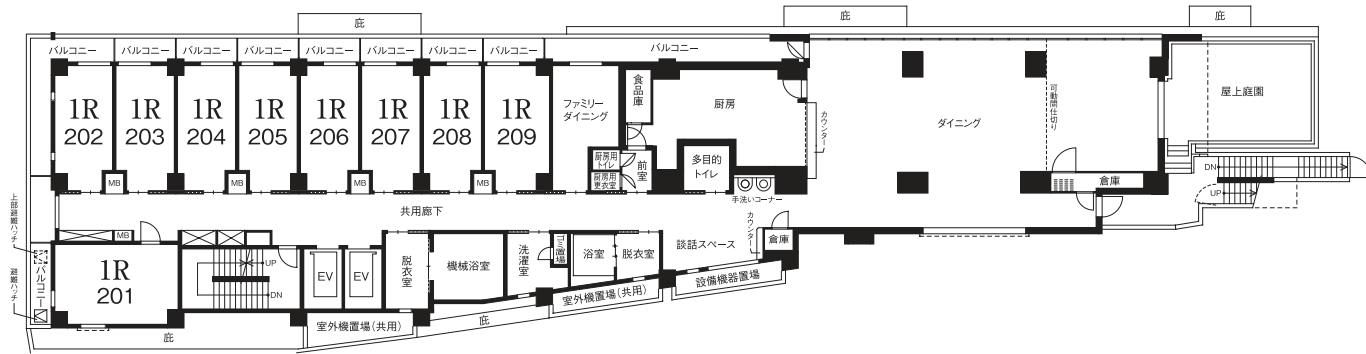 庇
庇
庇
バルコニー
バルコニー
バルコニー
バルコニー
バルコニー
バルコニー
バルコニー
バルコニー
バルコニー
1R
202
1R
203
1R
204
1R
205
1R
206
1R
207
1R
208
1R
209
ファミリー
ダイニング
食品庫
厨房
カウンター
ダイニング
可動間仕切り
屋上庭園
厨房用
トイレ
厨房用
更衣室
前室
多目的
トイレ
手洗いコーナー
MB
MB
MB
MB
倉庫
DN
UP
共用廊下
MB
上部避難ハッチ
避難ハッチ
バルコニー
1R
201
UP
DN
EV
EV
脱衣室
機械浴室
洗濯室
ゴミ置場
浴室
脱衣室
談話スペース
カウンター
倉庫
室外機置場(共用)
設備機器置場
室外機置場(共用)
庇
庇